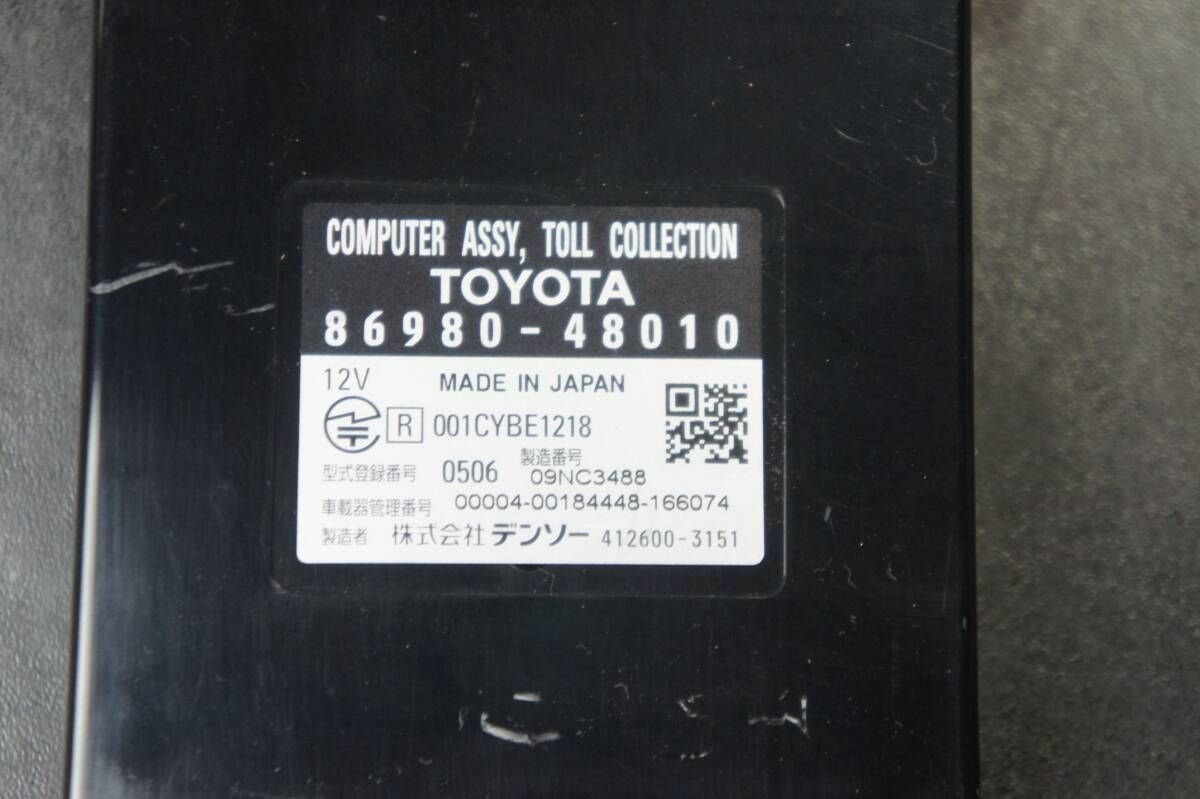 COMPUTER ASSY, TOLL COLLECTION
TOYOTA
86980-48010
12V MADE IN JAPAN
R 001CYBE1218
型式登録番号 0506 製造番号 09NC3488
車載器管理番号 00004-00184448-166074
製造者 株式会社 デンソー 412600-3151